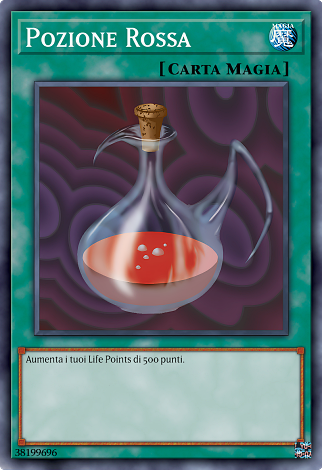 Pozione Rossa
MAGIA
魔
[Carta Magia]
Aumenta i tuoi Life Points di 500 punti.
38199696